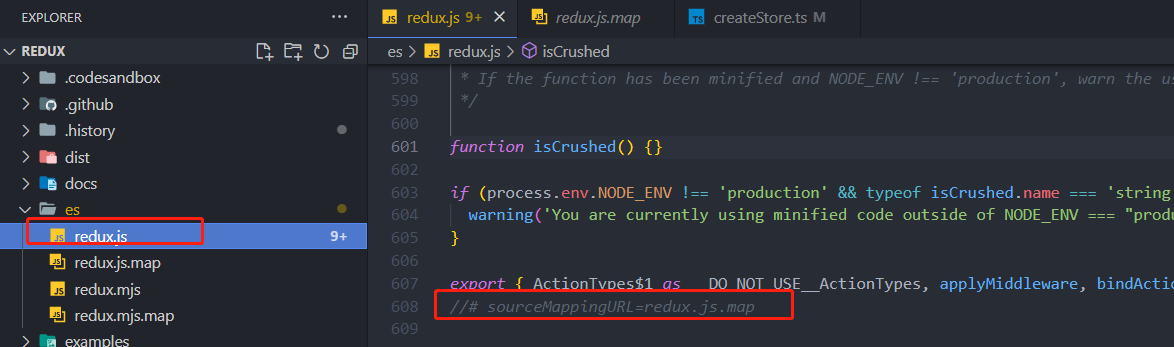 EXPLORER
···
redux.js 9+
redux.js.map
createStore.ts M
REDUX
es > redux.js > isCrushed
.codesandbox
.github
.history
dist
docs
es
redux.js 9+
redux.js.map
redux.mjs
redux.mjs.map
examples
598 * If the function has been minified and NODE_ENV !== 'production', warn the us
599 */
600
601 function isCrushed() {}
602
603 if (process.env.NODE_ENV !== 'production' && typeof isCrushed.name === 'string
604 warning('You are currently using minified code outside of NODE_ENV === "produ
605 }
606
607 export { ActionTypes$1 as __DO_NOT_USE__ActionTypes, applyMiddleware, bindActio
608 //# sourceMappingURL=redux.js.map
609